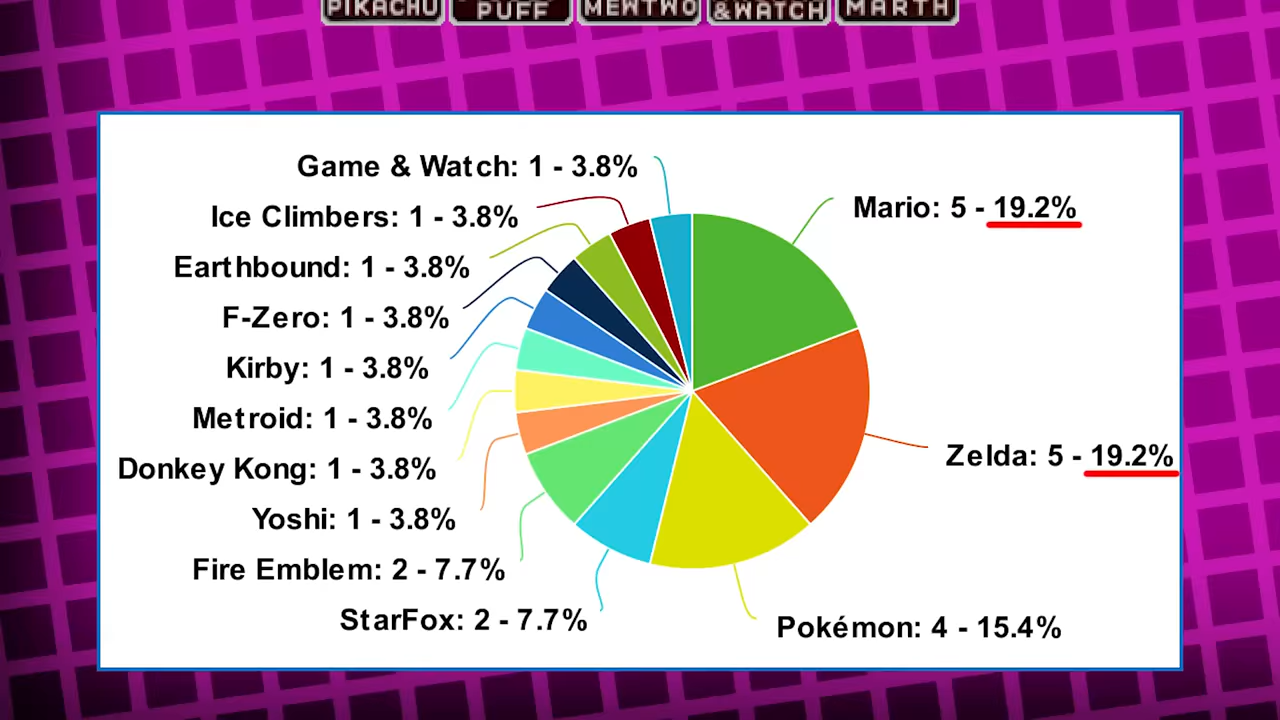 PIKACHU PUFF MEWTWO &WATCH MARTH
Game & Watch: 1 - 3.8%
Mario: 5 - 19.2%
Ice Climbers: 1 - 3.8%
Earthbound: 1 - 3.8%
F-Zero: 1 - 3.8%
Kirby: 1 - 3.8%
Metroid: 1 - 3.8%
Zelda: 5 - 19.2%
Donkey Kong: 1 - 3.8%
Yoshi: 1 - 3.8%
Fire Emblem: 2 - 7.7%
StarFox: 2 - 7.7%
Pokémon: 4 - 15.4%